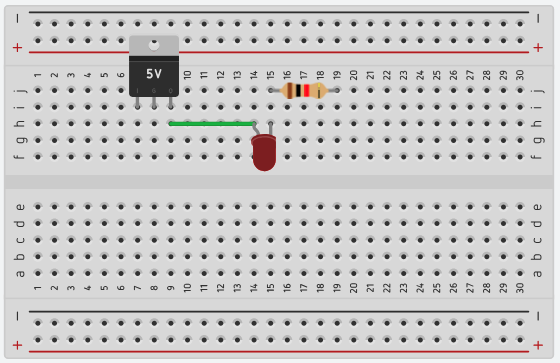 − −
+ +
5V
1 2 3 4 5 6 10 11 12 13 14 15 16 17 18 19 20 21 22 23 24 25 26 27 28 29 30
I O
j j
i i
h h
g g
f f
e e
d d
c c
b b
a a
1 2 3 4 5 6 7 8 9 10 11 12 13 14 15 16 17 18 19 20 21 22 23 24 25 26 27 28 29 30
− −
+ +